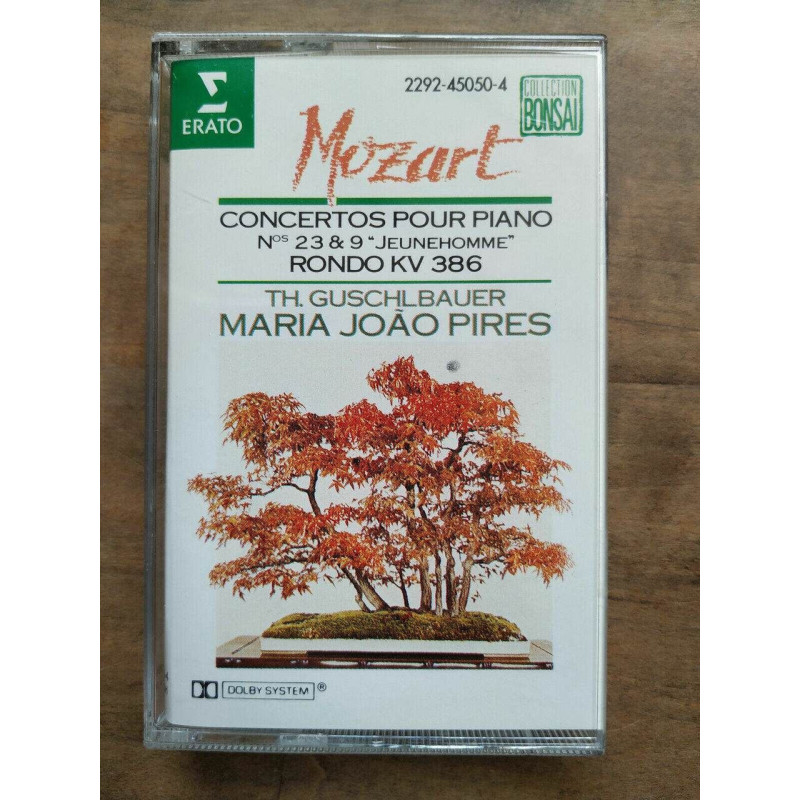 ERATO
2292-45050-4
COLLECTION
BONSAI
Mozart
CONCERTOS POUR PIANO
Nos 23 & 9 "JEUNEHOMME"
RONDO KV 386
TH. GUSCHLBAUER
MARIA JOÃO PIRES
DOLBY SYSTEM ®